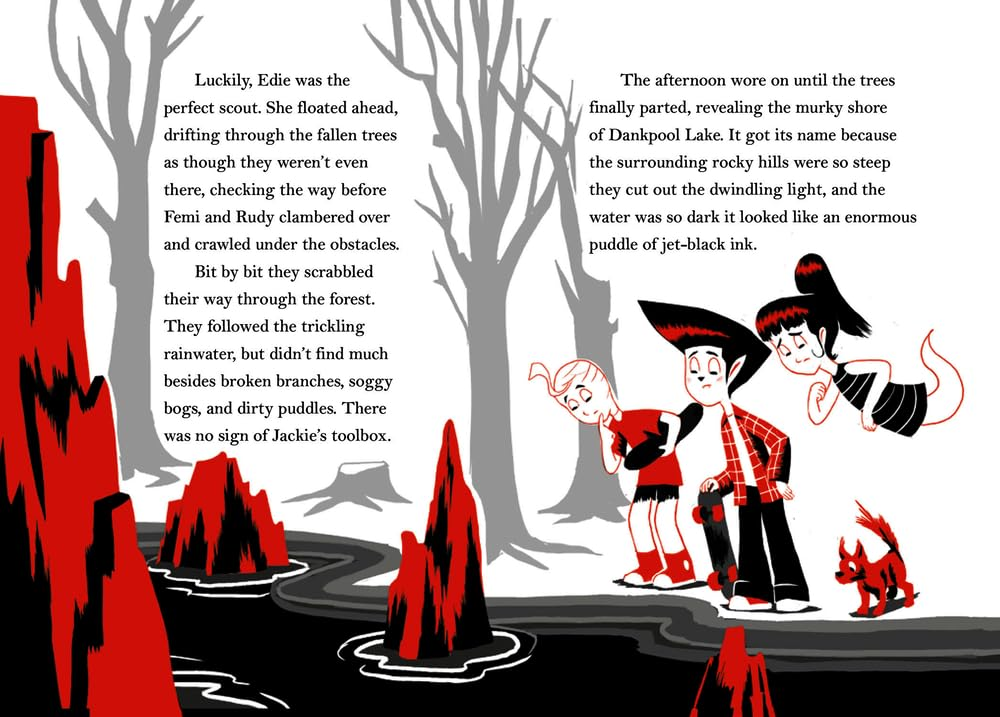 Luckily, Edie was the
perfect scout. She floated ahead,
drifting through the fallen trees
as though they weren’t even
there, checking the way before
Femi and Rudy clambered over
and crawled under the obstacles.
Bit by bit they scrabbled
their way through the forest.
They followed the trickling
rainwater, but didn’t find much
besides broken branches, soggy
bogs, and dirty puddles. There
was no sign of Jackie’s toolbox.
The afternoon wore on until the trees
finally parted, revealing the murky shore
of Dankpool Lake. It got its name because
the surrounding rocky hills were so steep
they cut out the dwindling light, and the
water was so dark it looked like an enormous
puddle of jet-black ink.